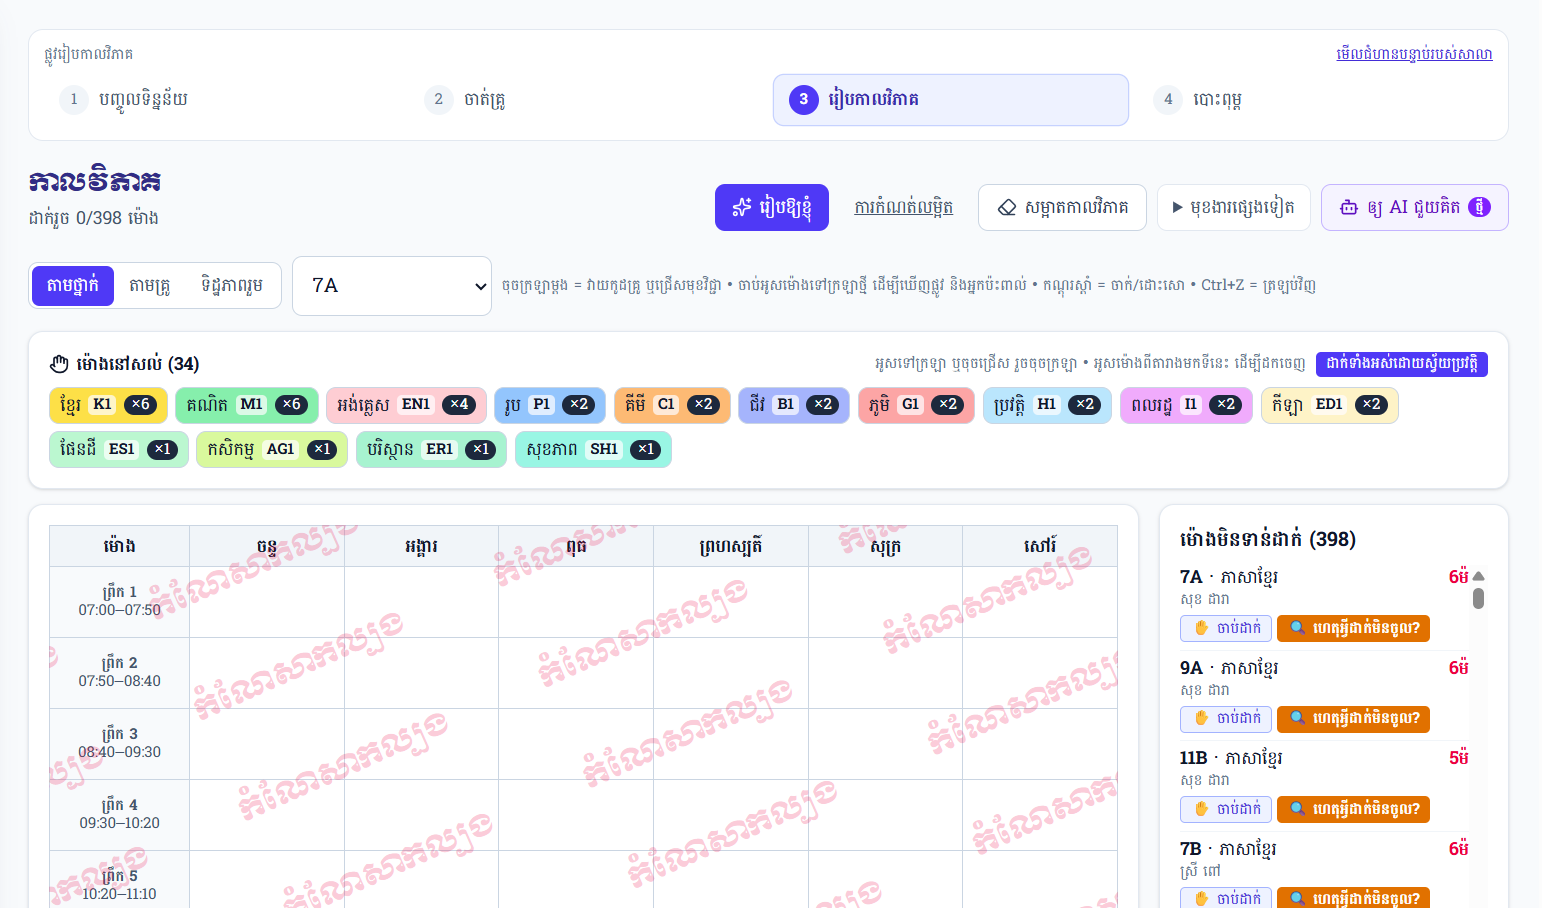 ផ្លូវរៀបកាលវិភាគ
មើលជំហានបន្ទាប់របស់សាលា
1 បញ្ចូលទិន្នន័យ
2 ចាត់គ្រូ
3 រៀបកាលវិភាគ
4 បោះពុម្ព
កាលវិភាគ
ដាក់រួច 0/398 ម៉ោង
រៀបឱ្យខ្ញុំ
ការកំណត់លម្អិត
សម្អាតកាលវិភាគ
▶ មុខងារផ្សេងទៀត
ឲ្យ AI ជួយគិត ថ្មី
តាមថ្នាក់ តាមគ្រូ ទិដ្ឋភាពរួម
7A
ចុចក្រឡាម្ដង = វាយកូដគ្រូ ឬជ្រើសមុខវិជ្ជា • ចាប់អូសម៉ោងទៅក្រឡាថ្មី ដើម្បីឃើញផ្លូវ និងអ្នកប៉ះពាល់ • កណ្ដុរស្ដាំ = ចាក់/ដោះសោ • Ctrl+Z = ត្រឡប់វិញ
ម៉ោងនៅសល់ (34)
អូសទៅក្រឡា ឬចុចជ្រើស រួចចុចក្រឡា • អូសម៉ោងពីតារាងមកទីនេះ ដើម្បីដកចេញ
ដាក់ទាំងអស់ដោយស្វ័យប្រវត្តិ
ខ្មែរ K1 ×6
គណិត M1 ×6
អង់គ្លេស EN1 ×4
រូប P1 ×2
គីមី C1 ×2
ជីវ B1 ×2
ភូមិ G1 ×2
ប្រវត្តិ H1 ×2
ពលរដ្ឋ I1 ×2
កីឡា ED1 ×2
ផែនដី ES1 ×1
កសិកម្ម AG1 ×1
បរិស្ថាន ER1 ×1
សុខភាព SH1 ×1
ម៉ោង ចន្ទ អង្គារ ពុធ ព្រហស្បតិ៍ សុក្រ សៅរ៍
ព្រឹក 1
07:00–07:50
ព្រឹក 2
07:50–08:40
ព្រឹក 3
08:40–09:30
ព្រឹក 4
09:30–10:20
ព្រឹក 5
10:20–11:10
កំណែសាកល្បង
ម៉ោងមិនទាន់ដាក់ (398)
7A · ភាសាខ្មែរ 6ម៉
សុខ ដារា
ចាប់ដាក់ ហេតុអ្វីដាក់មិនចូល?
9A · ភាសាខ្មែរ 6ម៉
សុខ ដារា
ចាប់ដាក់ ហេតុអ្វីដាក់មិនចូល?
11B · ភាសាខ្មែរ 5ម៉
សុខ ដារា
ចាប់ដាក់ ហេតុអ្វីដាក់មិនចូល?
7B · ភាសាខ្មែរ 6ម៉
ស្រី ពៅ
ចាប់ដាក់ ហេតុអ្វីដាក់មិនចូល?